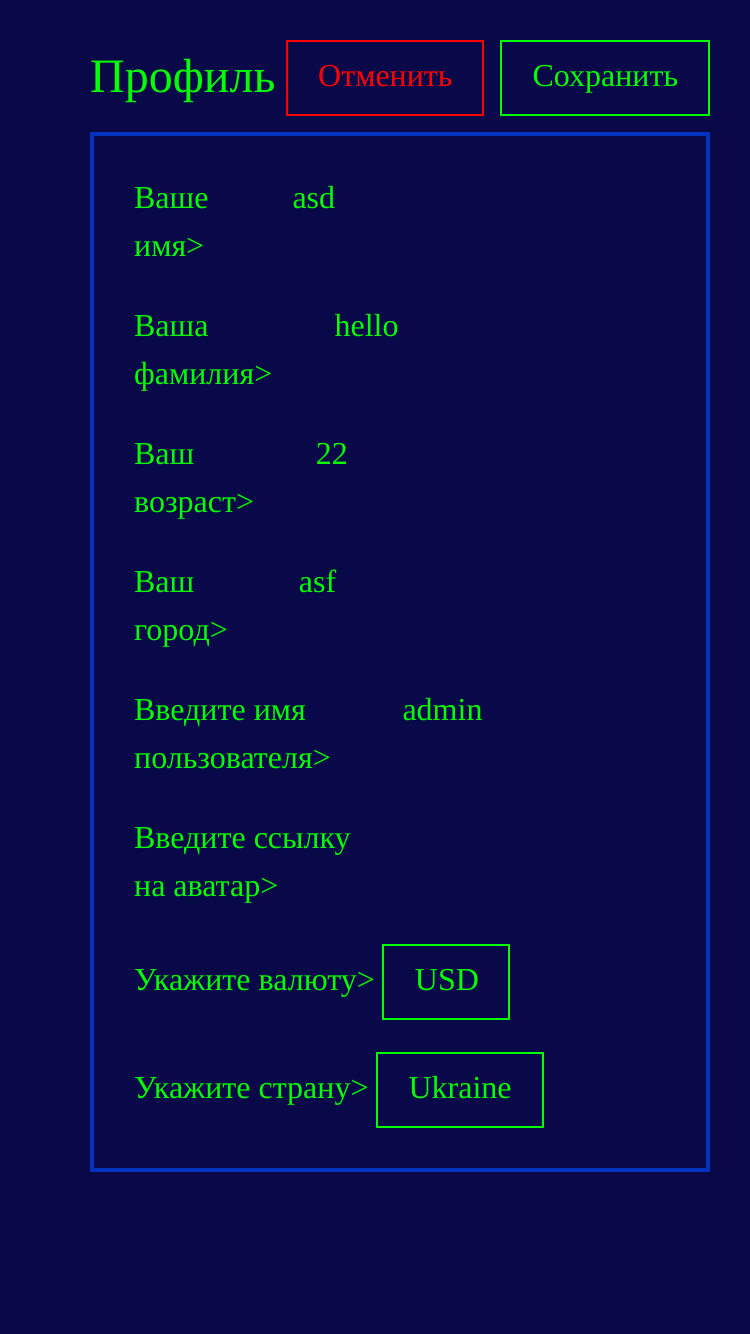 Профиль Отменить Сохранить
Ваше asd
имя>
Ваша hello
фамилия>
Ваш 22
возраст>
Ваш asf
город>
Введите имя admin
пользователя>
Введите ссылку
на аватар>
Укажите валюту> USD
Укажите страну> Ukraine